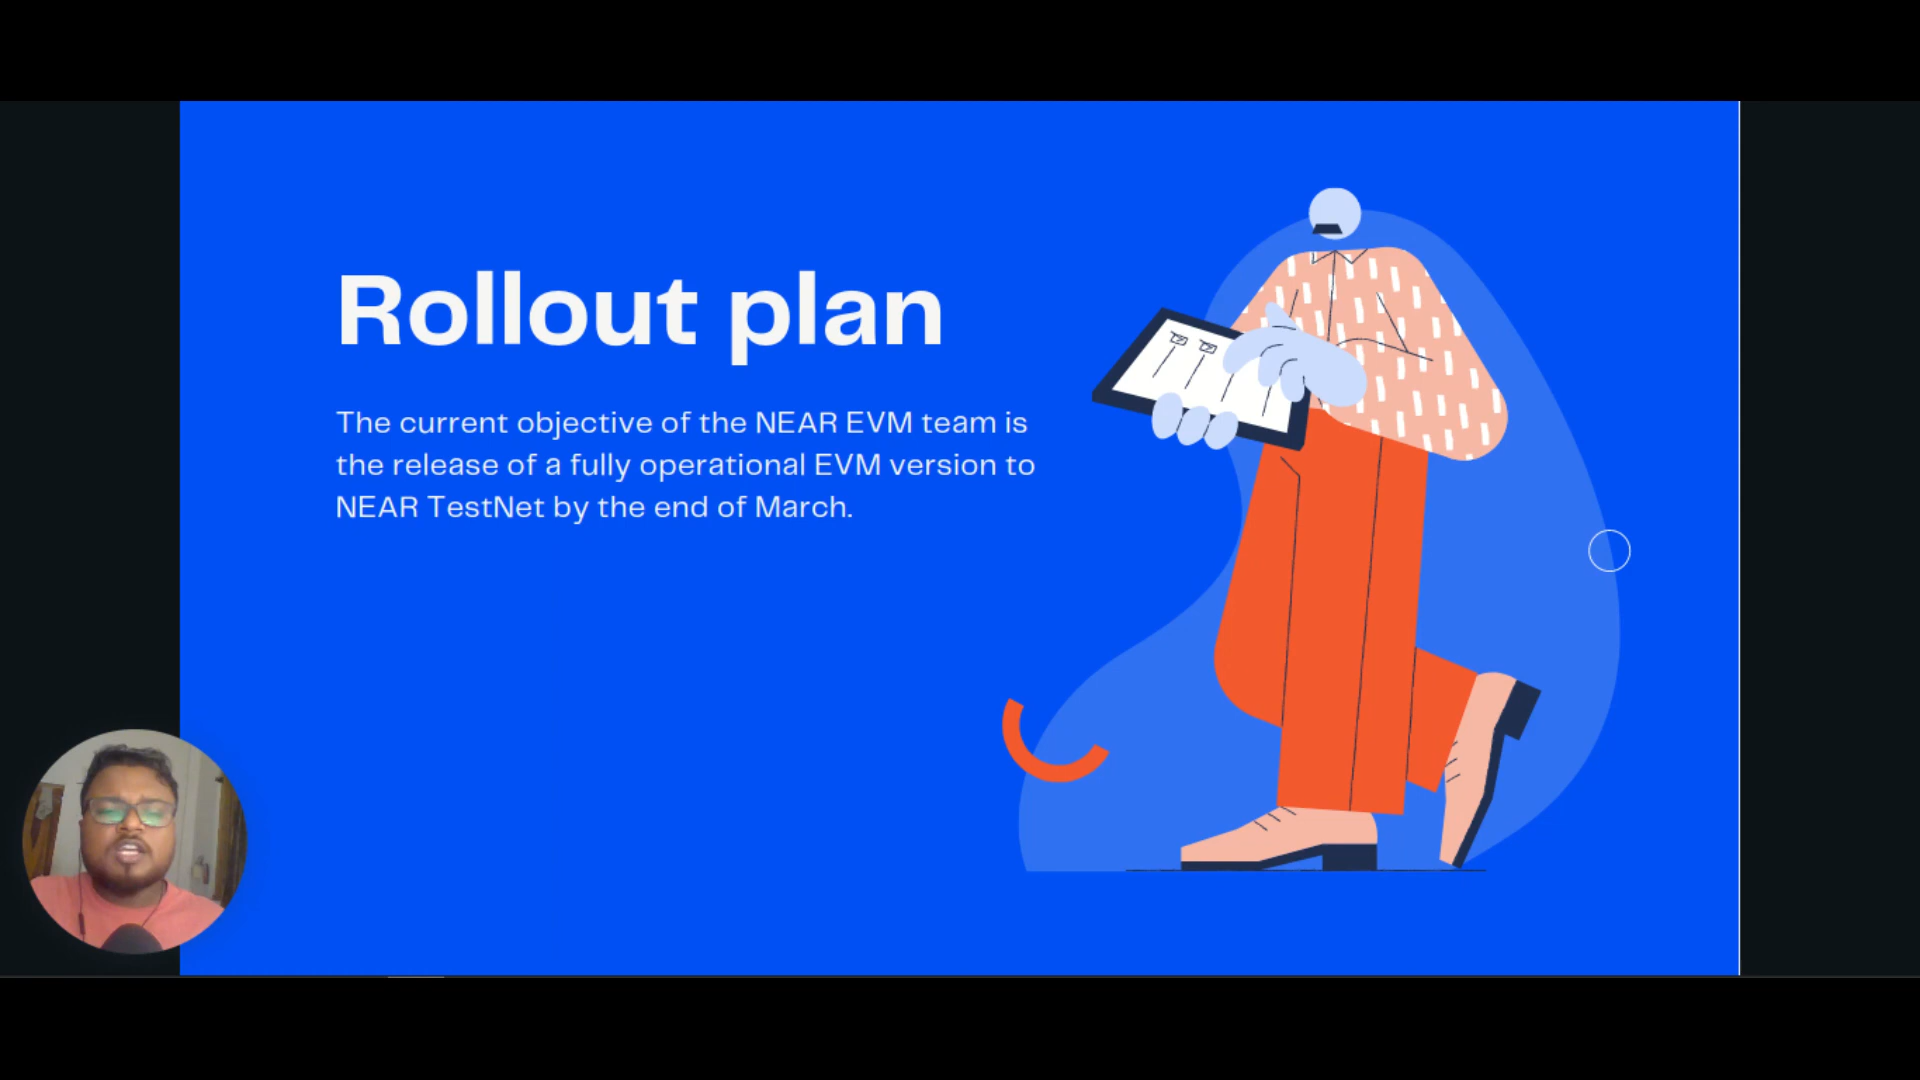 Rollout plan
The current objective of the NEAR EVM team is
the release of a fully operational EVM version to
NEAR TestNet by the end of March.